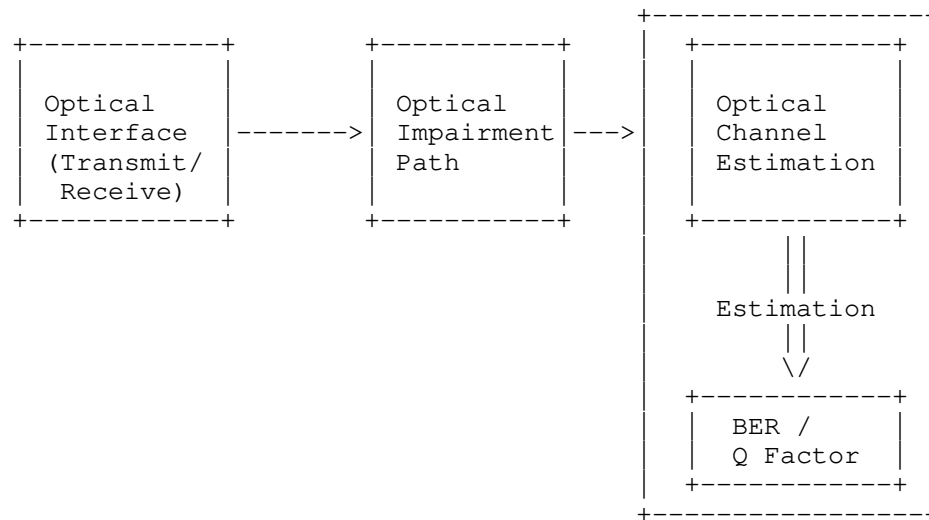 Optical
Interface
(Transmit/
Receive)
Optical
Impairment
Path
Optical
Channel
Estimation
Estimation
BER /
Q Factor